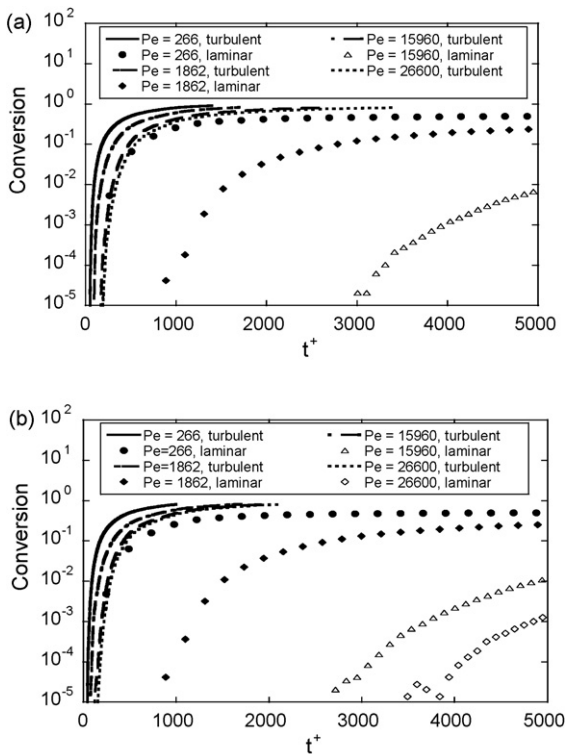 (a)
10^2
10^1
10^0
10^-1
10^-2
10^-3
10^-4
10^-5
Conversion
Pe = 266, turbulent
Pe = 266, laminar
Pe = 1862, turbulent
Pe = 1862, laminar
Pe = 15960, turbulent
Pe = 15960, laminar
Pe = 26600, turbulent
0 1000 2000 3000 4000 5000
t^+
(b)
10^2
10^1
10^0
10^-1
10^-2
10^-3
10^-4
10^-5
Conversion
Pe = 266, turbulent
Pe=266, laminar
Pe=1862, turbulent
Pe = 1862, laminar
Pe = 15960, turbulent
Pe = 15960, laminar
Pe = 26600, turbulent
Pe = 26600, laminar
0 1000 2000 3000 4000 5000
t^+